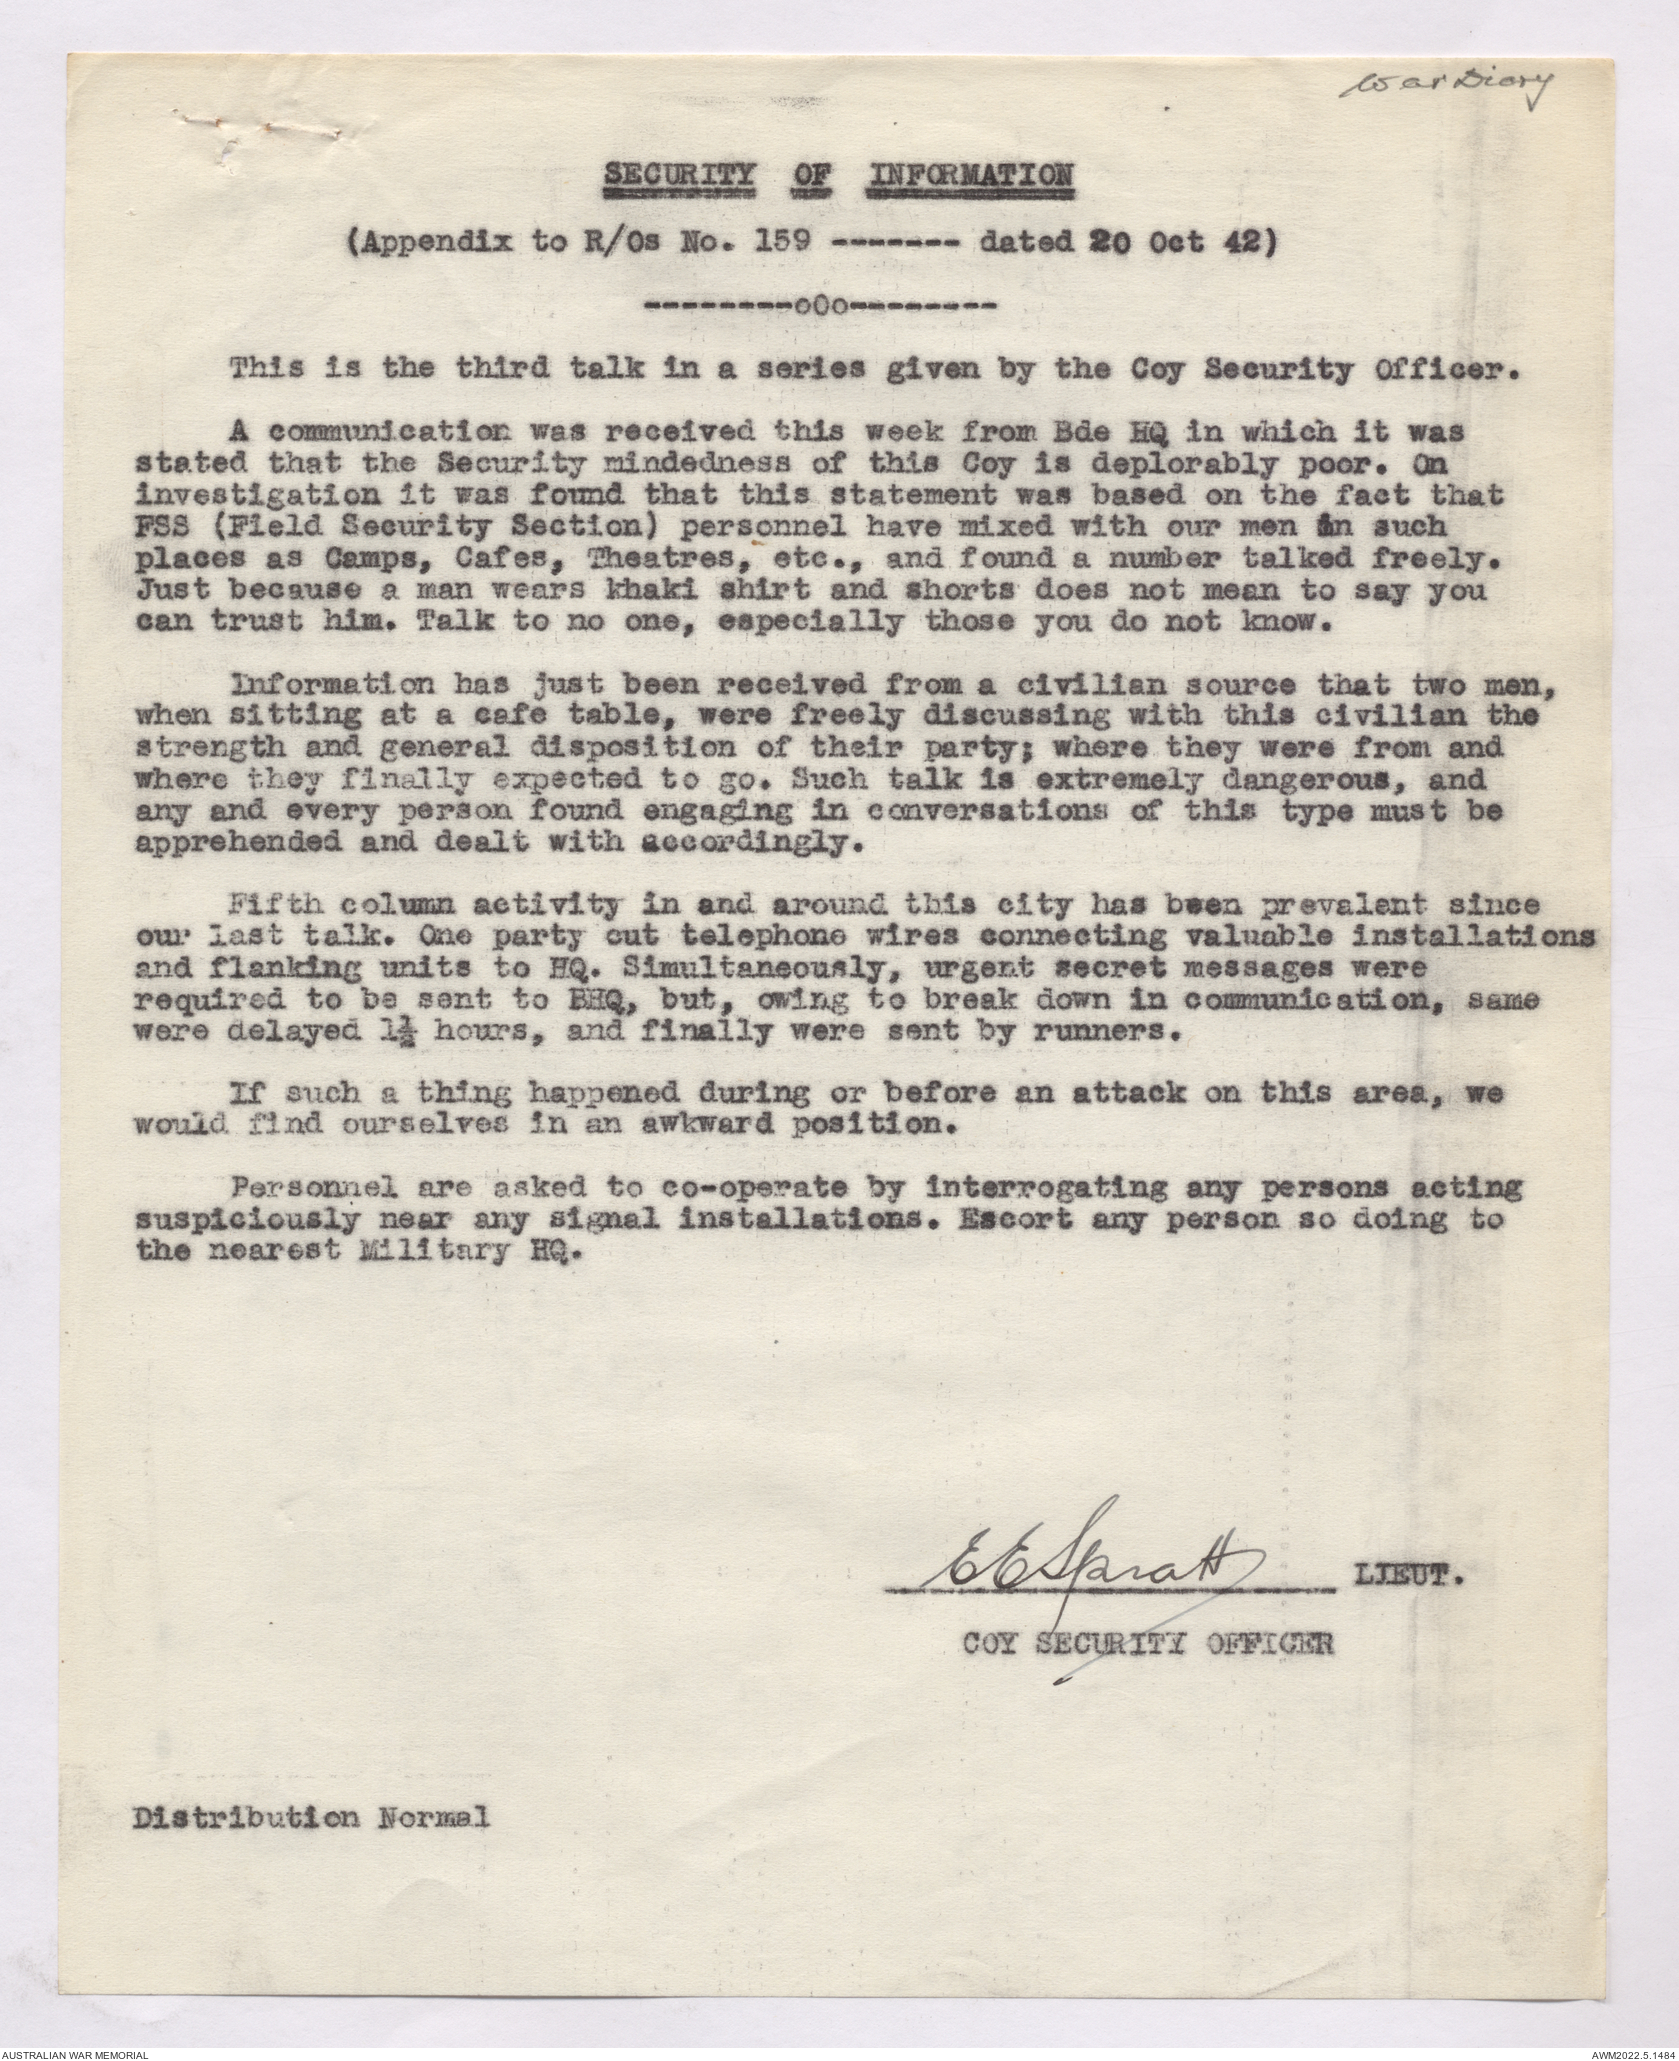 War Diary
SECURITY OF INFORMATION
(Appendix to R/Os No. 159 ------- dated 20 Oct 42)
--------oOo--------
This is the third talk in a series given by the Coy Security Officer.
A communication was received this week from Bde HQ in which it was
stated that the Security mindedness of this Coy is deplorably poor. On
investigation it was found that this statement was based on the fact that
FSS (Field Security Section) personnel have mixed with our men in such
places as Camps, Cafes, Theatres, etc., and found a number talked freely.
Just because a man wears khaki shirt and shorts does not mean to say you
can trust him. Talk to no one, especially those you do not know.
Information has just been received from a civilian source that two men,
when sitting at a cafe table, were freely discussing with this civilian the
strength and general disposition of their party; where they were from and
where they finally expected to go. Such talk is extremely dangerous, and
any and every person found engaging in conversations of this type must be
apprehended and dealt with accordingly.
Fifth column activity in and around this city has been prevalent since
our last talk. One party cut telephone wires connecting valuable installations
and flanking units to HQ. Simultaneously, urgent secret messages were
required to be sent to BHQ, but, owing to break down in communication, same
were delayed 1½ hours, and finally were sent by runners.
If such a thing happened during or before an attack on this area, we
would find ourselves in an awkward position.
Personnel are asked to co-operate by interrogating any persons acting
suspiciously near any signal installations. Escort any person so doing to
the nearest Military HQ.
E E Spratt LIEUT.
COY SECURITY OFFICER
Distribution Normal
AUSTRALIAN WAR MEMORIAL
AWM2022.5.1484